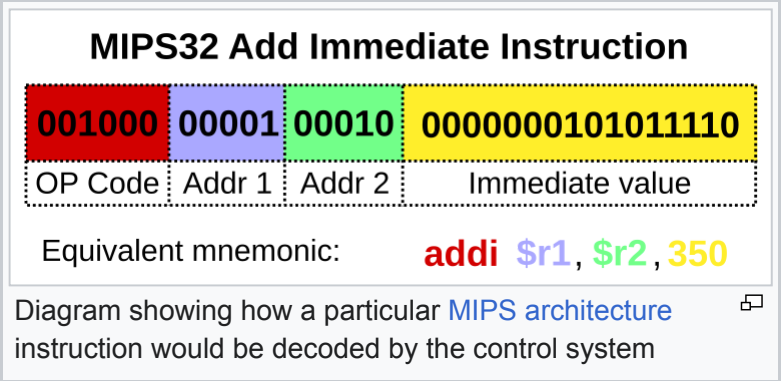 MIPS32 Add Immediate Instruction
001000 00001 00010 0000000101011110
OP Code Addr 1 Addr 2 Immediate value
Equivalent mnemonic: addi $r1, $r2, 350
Diagram showing how a particular MIPS architecture
instruction would be decoded by the control system